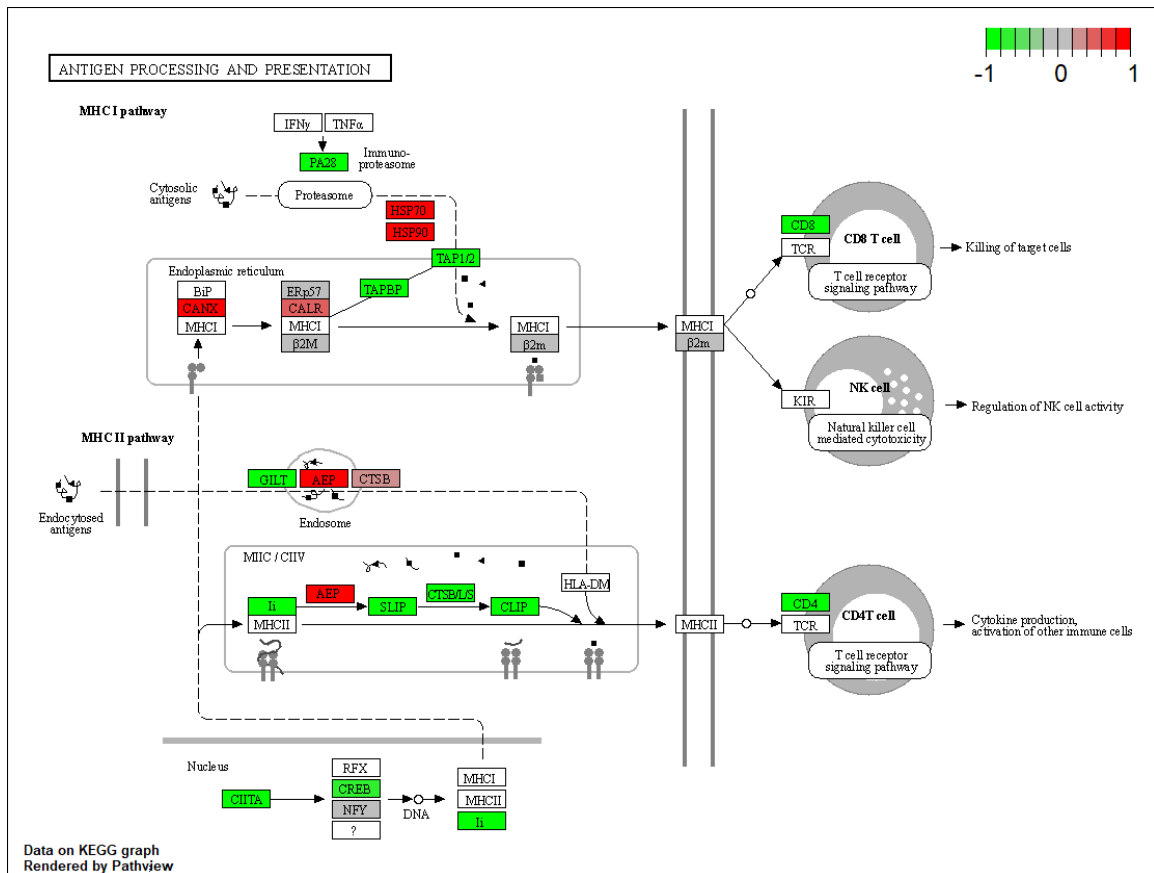 -1 0 1
ANTIGEN PROCESSING AND PRESENTATION
MHC I pathway
IFNγ
TNFα
PA28
Immuno-
proteasome
Cytosolic
antigens
Proteasome
HSP70
HSP90
TAP1/2
Endoplasmic reticulum
TAPBP
BiP
CANX
MHCI
ERp57
CALR
MHCI
β2M
MHCI
β2m
MHCI
β2m
CD8
TCR
CD8 T cell
T cell receptor
signaling pathway
Killing of target cells
KIR
NK cell
Natural killer cell
mediated cytotoxicity
Regulation of NK cell activity
MHC II pathway
Endocytosed
antigens
GILT
AEP
CTSB
Endosome
MIIC / CIIV
Ii
MHCII
AEP
SLIP
CTSB/L/S
CLIP
HLA-DM
MHCII
CD4
TCR
CD4T cell
T cell receptor
signaling pathway
Cytokine production,
activation of other immune cells
Nucleus
CIITA
RFX
CREB
NFY
?
DNA
MHCI
MHCII
Ii
Data on KEGG graph
Rendered by Pathview